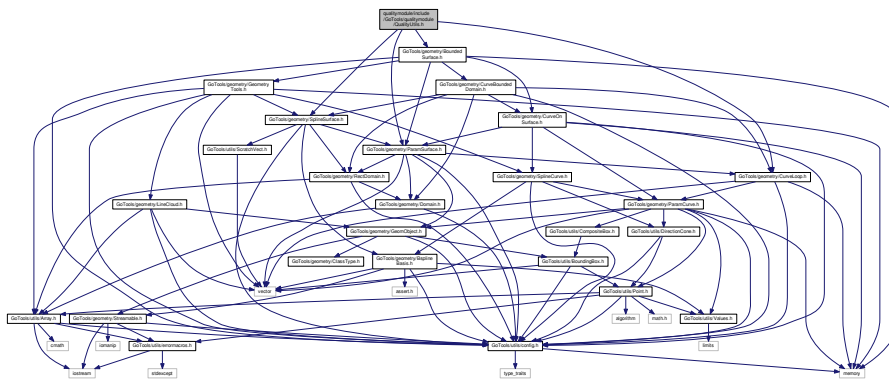 qualitymodule/include
/GoTools/qualitymodule
/QualityUtils.h
GoTools/geometry/Bounded
Surface.h
GoTools/geometry/Geometry
Tools.h
GoTools/geometry/CurveBounded
Domain.h
GoTools/geometry/SplineSurface.h
GoTools/geometry/CurveOn
Surface.h
GoTools/utils/ScratchVect.h
GoTools/geometry/ParamSurface.h
GoTools/geometry/RectDomain.h
GoTools/geometry/SplineCurve.h
GoTools/geometry/CurveLoop.h
GoTools/geometry/LineCloud.h
GoTools/geometry/Domain.h
GoTools/geometry/ParamCurve.h
GoTools/geometry/GeomObject.h
GoTools/utils/CompositeBox.h
GoTools/utils/DirectionCone.h
GoTools/geometry/ClassType.h
GoTools/geometry/Bspline
Basis.h
GoTools/utils/BoundingBox.h
vector
assert.h
GoTools/utils/Point.h
GoTools/utils/Array.h
GoTools/geometry/Streamable.h
algorithm
math.h
GoTools/utils/Values.h
cmath
iomanip
GoTools/utils/errormacros.h
GoTools/utils/config.h
limits
iostream
stdexcept
type_traits
memory